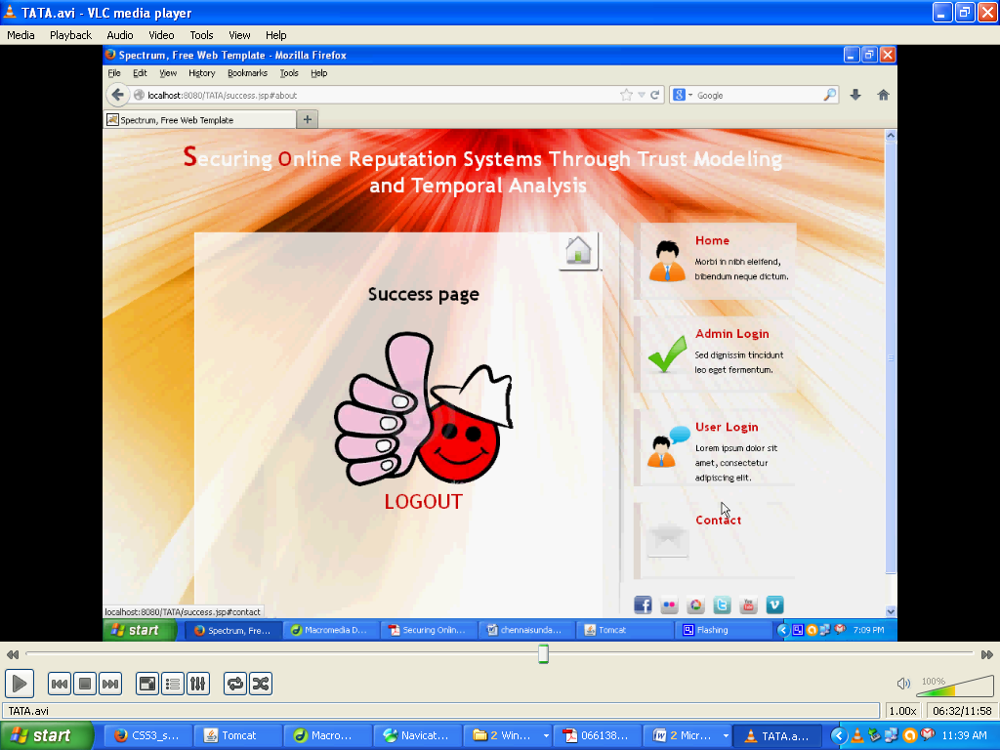 TATA.avi - VLC media player
Media Playback Audio Video Tools View Help
Spectrum, Free Web Template - Mozilla Firefox
File Edit View History Bookmarks Tools Help
localhost:8080/TATA/success.jsp#about
Google
Spectrum, Free Web Template
Securing Online Reputation Systems Through Trust Modeling
and Temporal Analysis
Success page
LOGOUT
Home
Morbi in nibh eleifend,
bibendum neque dictum.
Admin Login
Sed dignissim tincidunt
leo eget fermentum.
User Login
Lorem ipsum dolor sit
amet, consectetur
adipiscing elit.
Contact
localhost:8080/TATA/success.jsp#contact
start Spectrum, Fre... Macromedia D... Securing Onlin... chennaisunda... Tomcat Flashing 7:09 PM
100%
TATA.avi 1.00x 06:32/11:58
start CSS3_s... Tomcat Macro... Navicat... 2 Win... 066138... 2 Micr... TATA.a... 11:39 AM